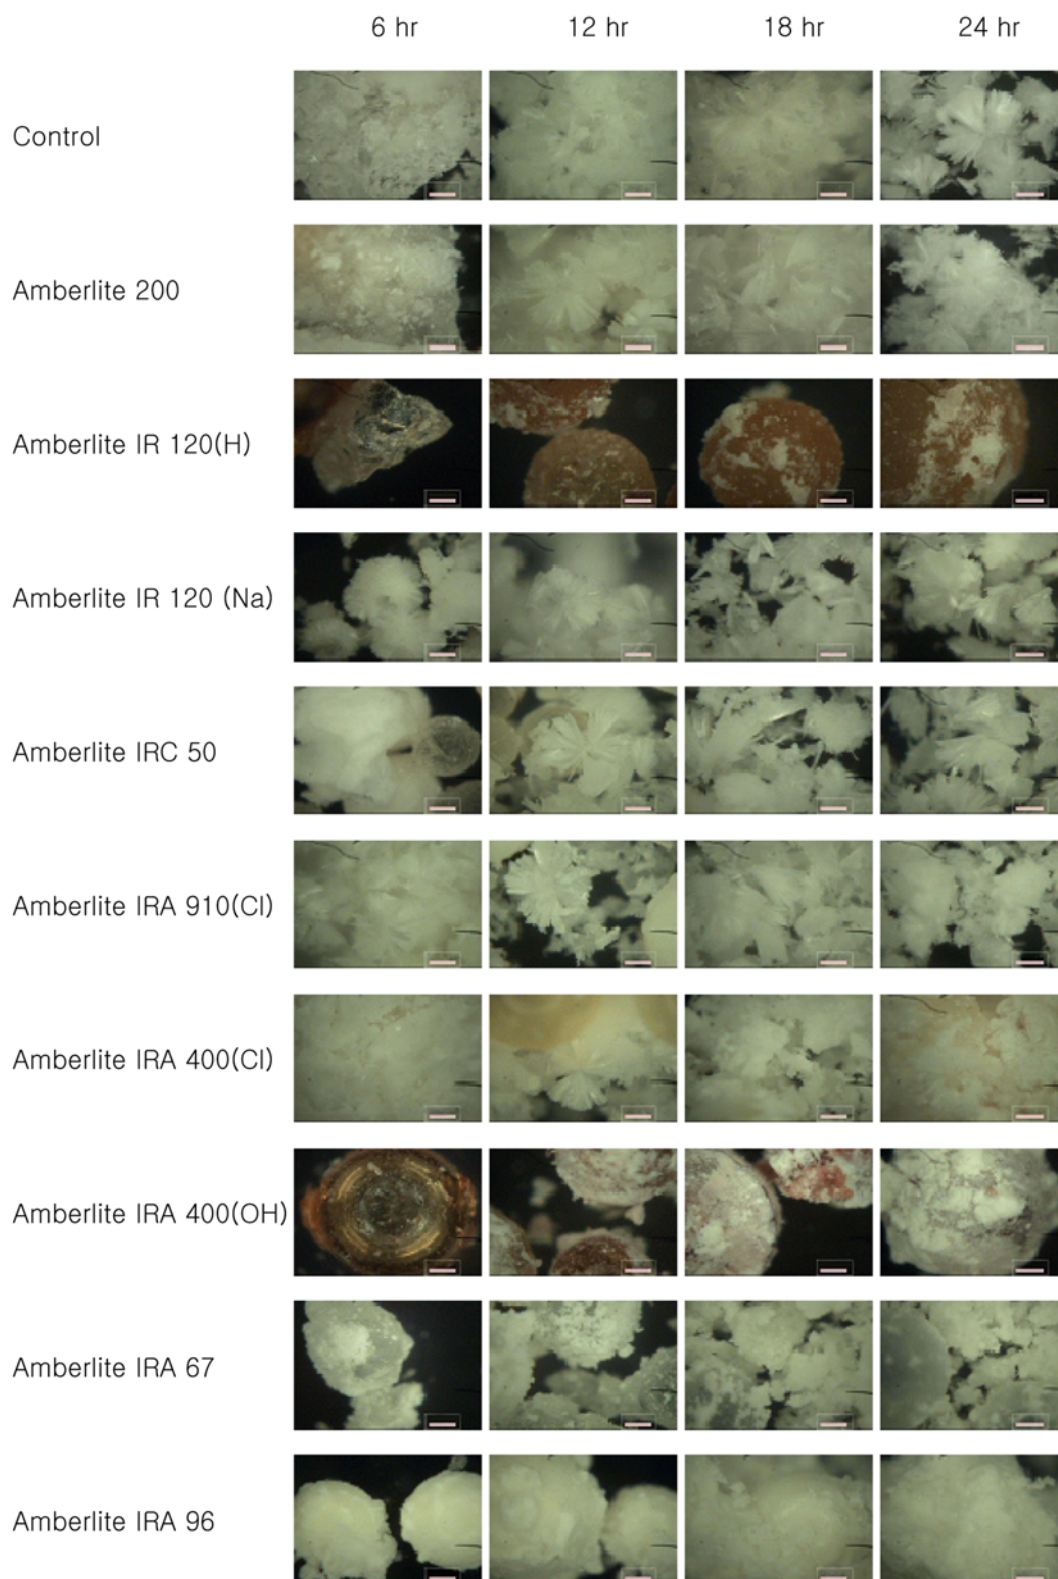 6 hr 12 hr 18 hr 24 hr
Control
Amberlite 200
Amberlite IR 120(H)
Amberlite IR 120 (Na)
Amberlite IRC 50
Amberlite IRA 910(Cl)
Amberlite IRA 400(Cl)
Amberlite IRA 400(OH)
Amberlite IRA 67
Amberlite IRA 96